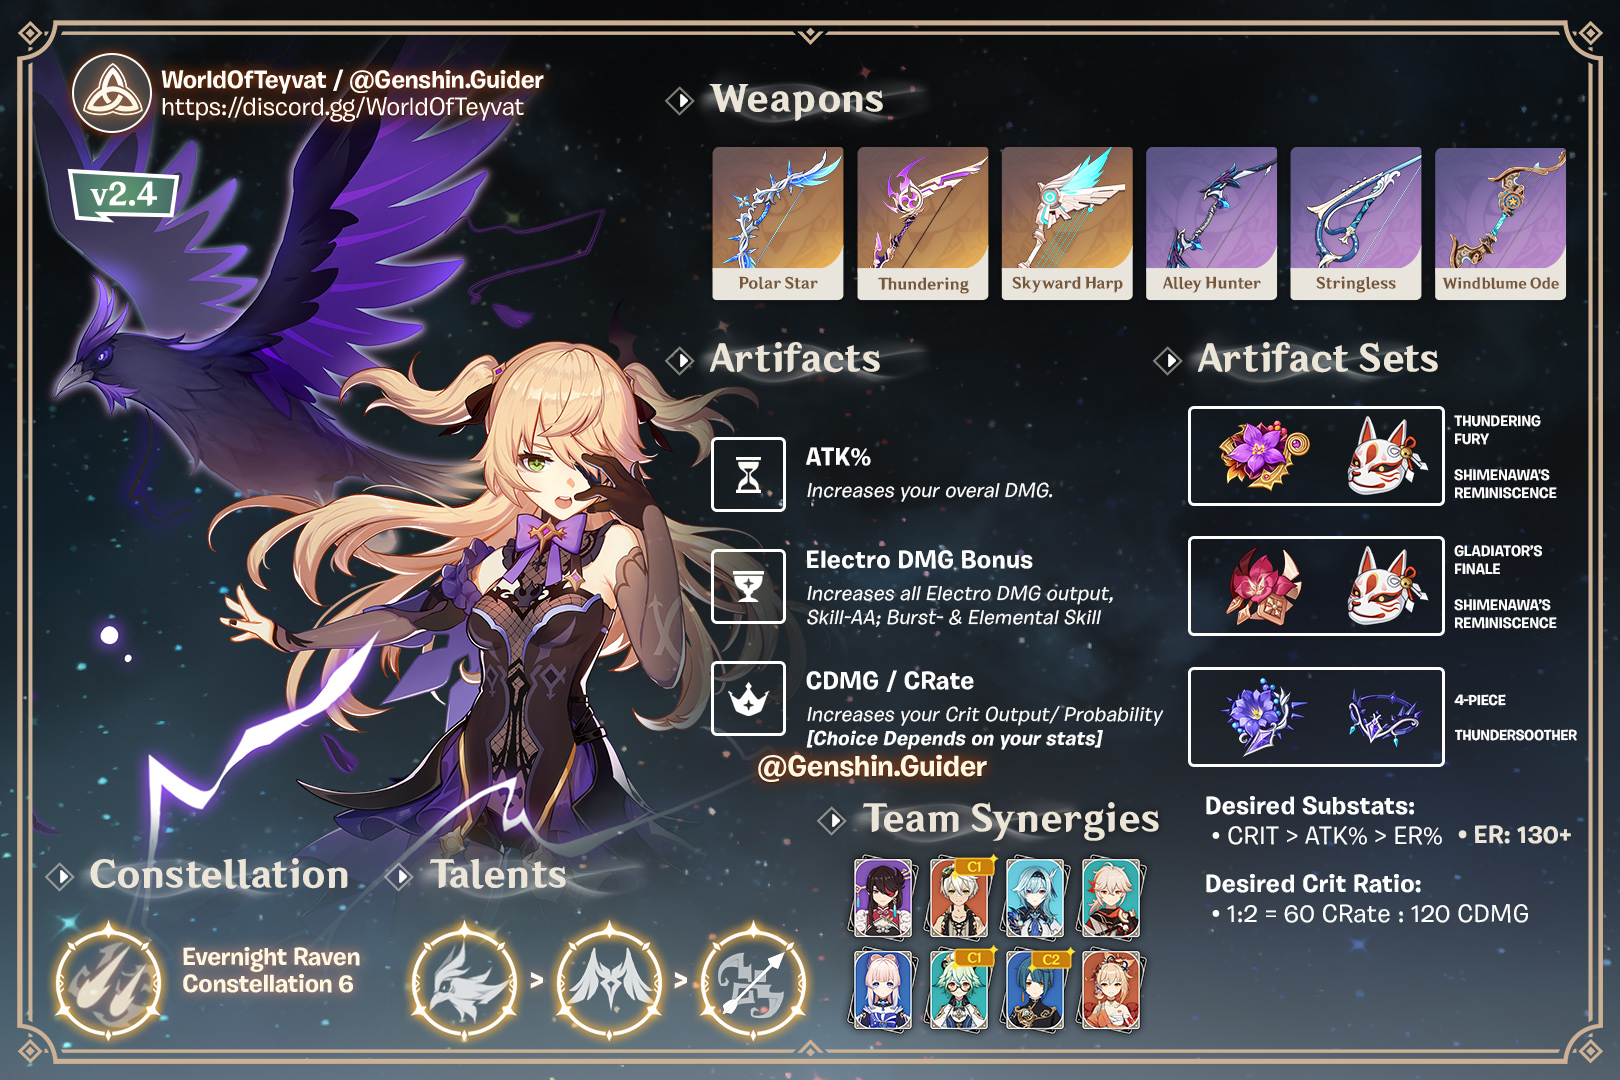 WorldOfTeyvat / @Genshin.Guider
https://discord.gg/WorldOfTeyvat
v2.4
Weapons
Polar Star
Thundering
Skyward Harp
Alley Hunter
Stringless
Windblume Ode
Artifacts
ATK%
Increases your overal DMG.
Electro DMG Bonus
Increases all Electro DMG output,
Skill-AA; Burst- & Elemental Skill
CDMG / CRate
Increases your Crit Output/ Probability
[Choice Depends on your stats]
@Genshin.Guider
Artifact Sets
THUNDERING
FURY
SHIMENAWA'S
REMINISCENCE
GLADIATOR'S
FINALE
SHIMENAWA'S
REMINISCENCE
4-PIECE
THUNDERSOOTHER
Desired Substats:
• CRIT > ATK% > ER% • ER: 130+
Desired Crit Ratio:
• 1:2 = 60 CRate : 120 CDMG
Team Synergies
C1
C1
C2
Constellation
Evernight Raven
Constellation 6
Talents
> >